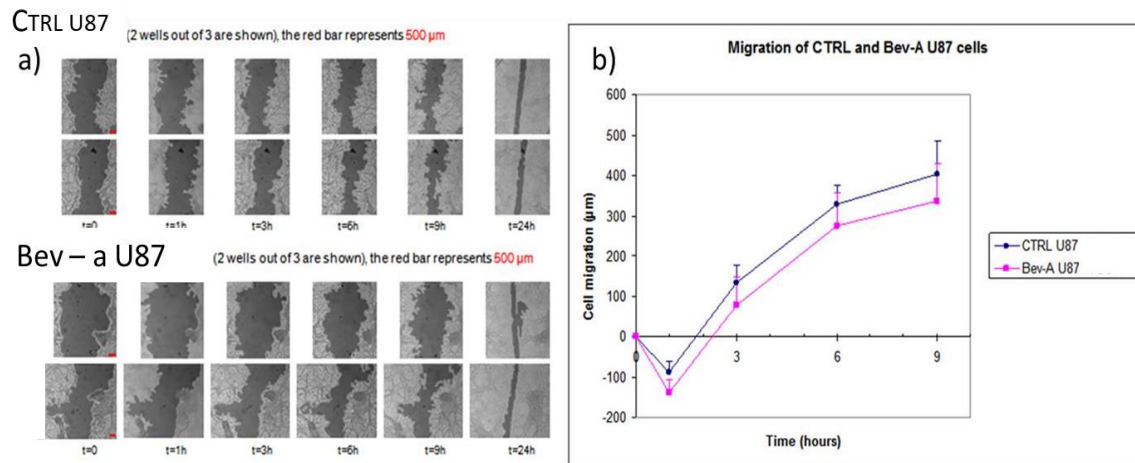 CTRL U87
(2 wells out of 3 are shown), the red bar represents 500 µm
a)
t=0 t=1h t=3h t=6h t=9h t=24h
Bev – a U87
(2 wells out of 3 are shown), the red bar represents 500 µm
t=0 t=1h t=3h t=6h t=9h t=24h
b)
Migration of CTRL and Bev-A U87 cells
600
500
400
300
200
100
0
-100
-200
0 3 6 9
Cell migration (µm)
Time (hours)
CTRL U87
Bev-A U87